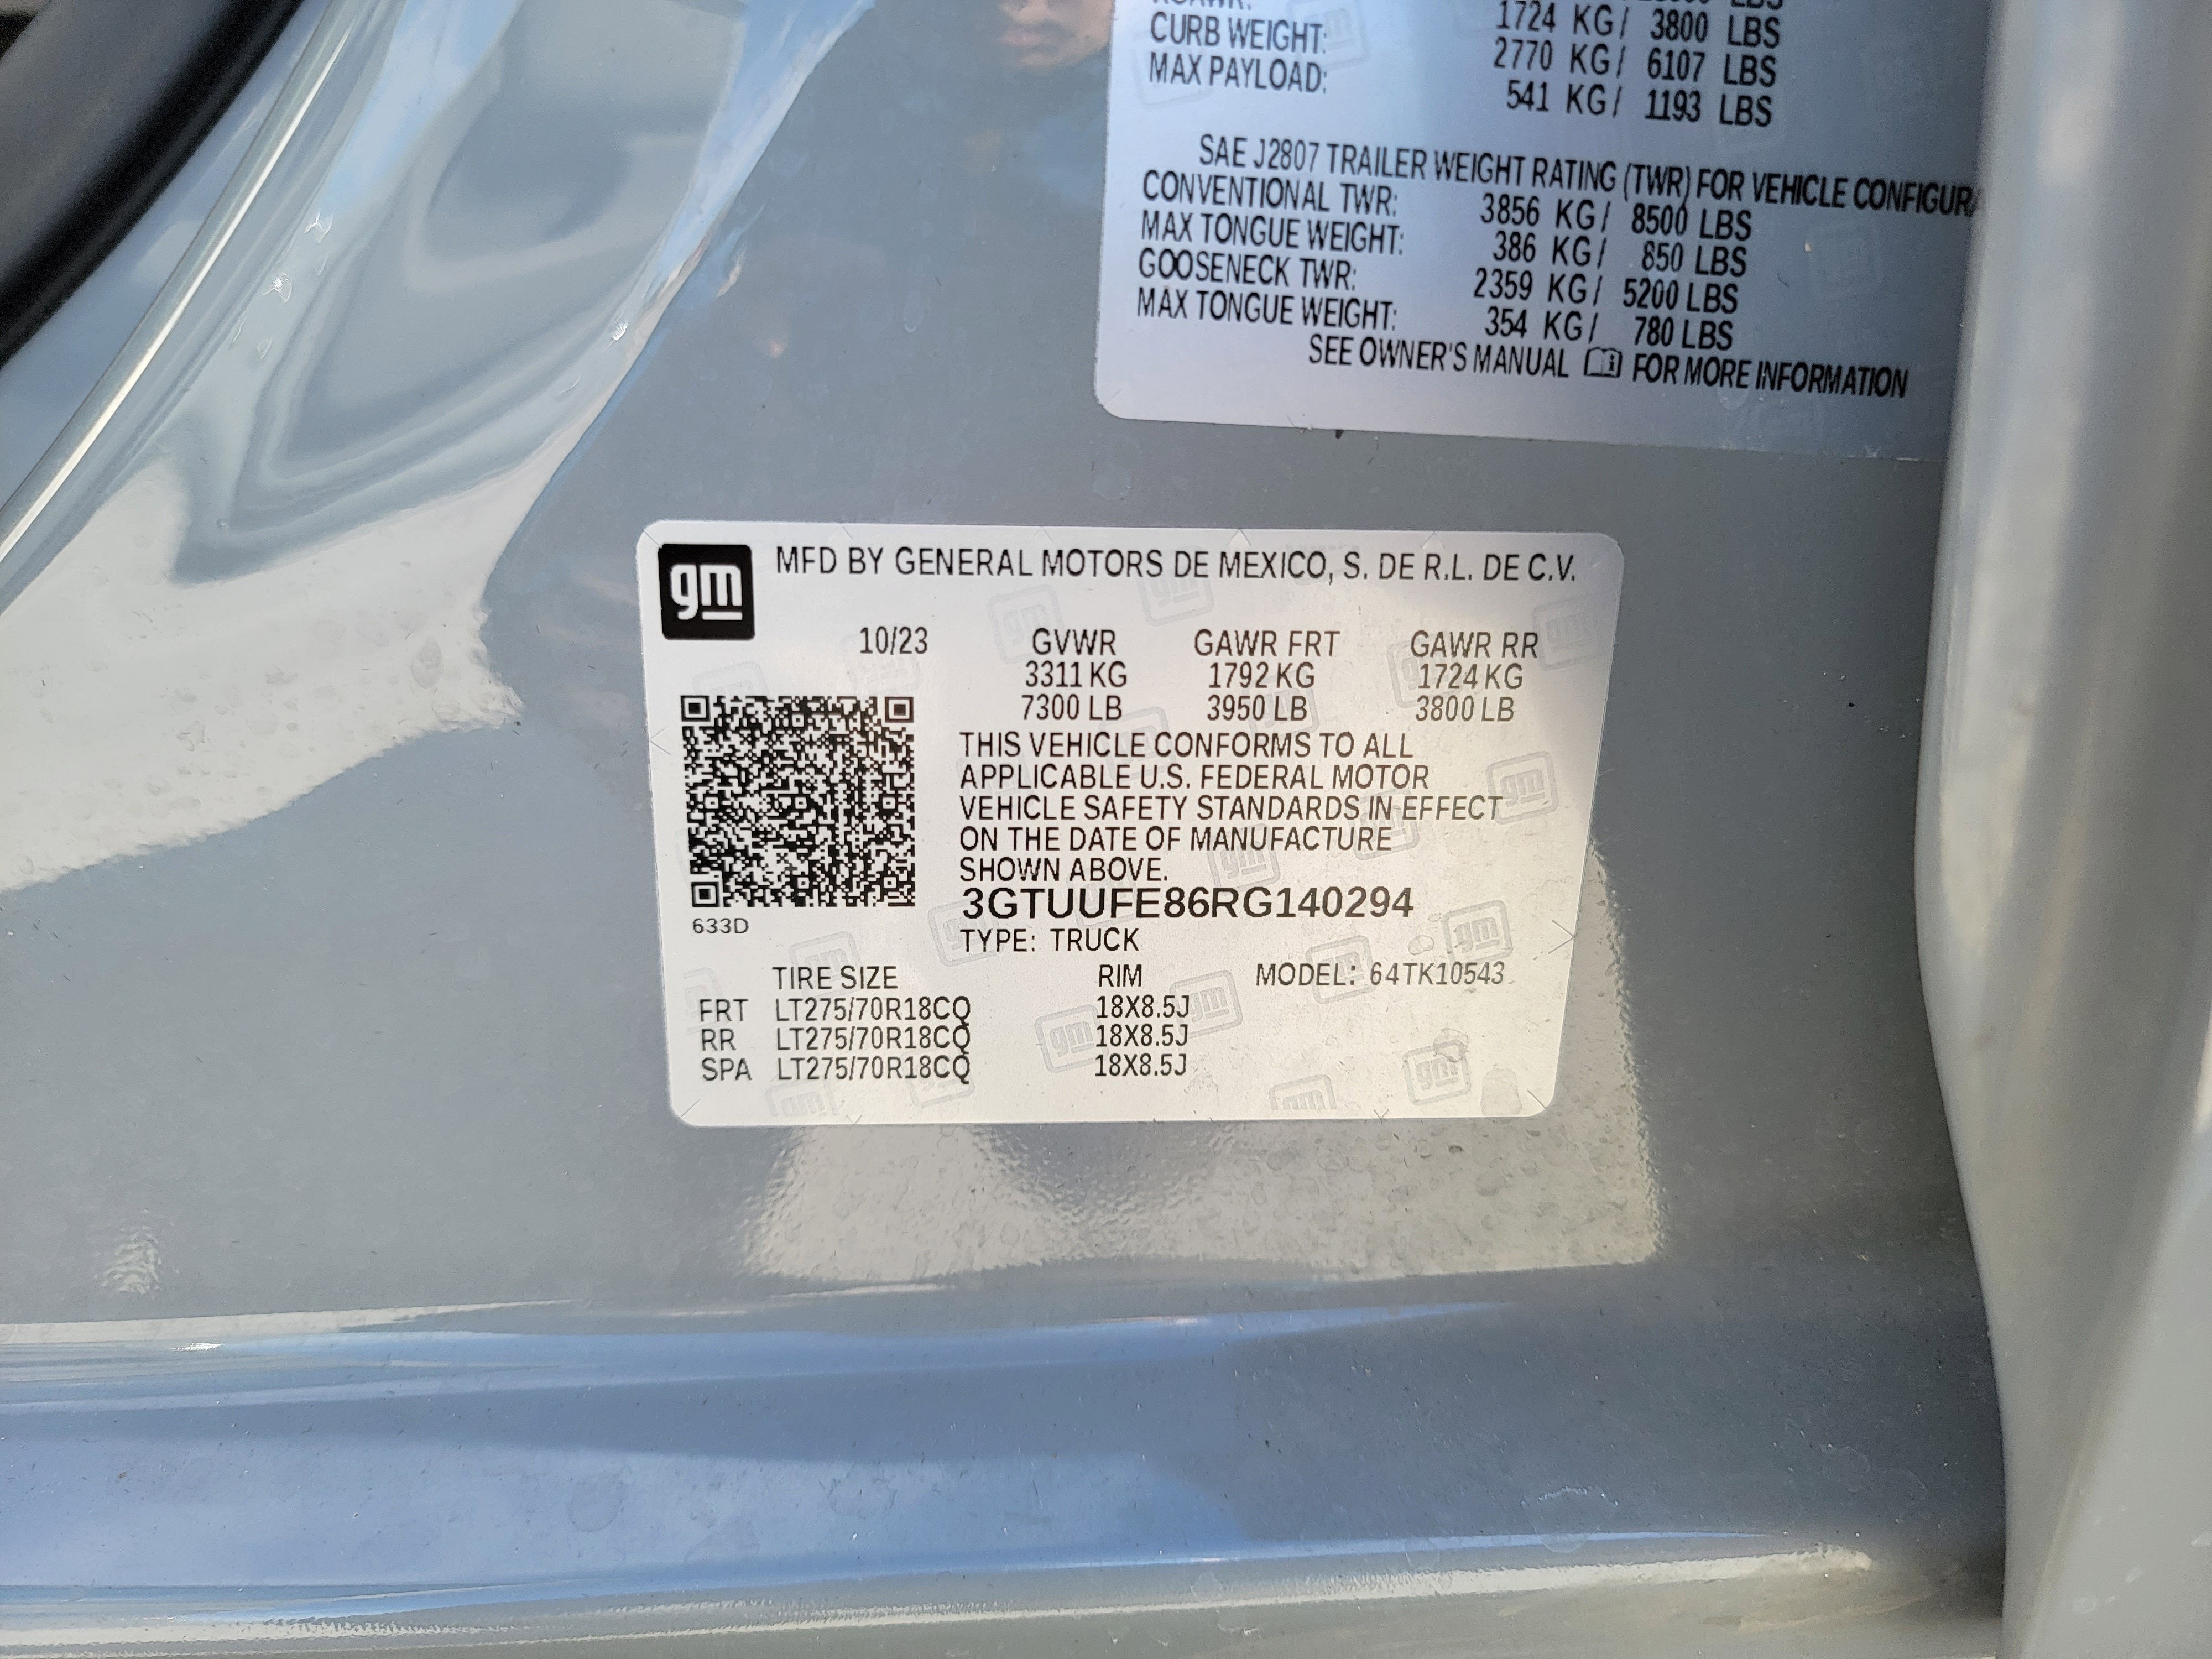 1724 KG/ 3800 LBS
CURB WEIGHT: 2770 KG/ 6107 LBS
MAX PAYLOAD: 541 KG/ 1193 LBS
SAE J2807 TRAILER WEIGHT RATING (TWR) FOR VEHICLE CONFIGURA
CONVENTIONAL TWR: 3856 KG/ 8500 LBS
MAX TONGUE WEIGHT: 386 KG/ 850 LBS
GOOSENECK TWR: 2359 KG/ 5200 LBS
MAX TONGUE WEIGHT: 354 KG/ 780 LBS
SEE OWNER'S MANUAL FOR MORE INFORMATION
gm MFD BY GENERAL MOTORS DE MEXICO, S. DE R.L. DE C.V.
10/23 GVWR GAWR FRT GAWR RR
3311 KG 1792 KG 1724 KG
7300 LB 3950 LB 3800 LB
THIS VEHICLE CONFORMS TO ALL
APPLICABLE U.S. FEDERAL MOTOR
VEHICLE SAFETY STANDARDS IN EFFECT
ON THE DATE OF MANUFACTURE
SHOWN ABOVE.
3GTUUFE86RG140294
633D
TYPE: TRUCK
TIRE SIZE RIM MODEL: 64TK10543
FRT LT275/70R18CQ 18X8.5J
RR LT275/70R18CQ 18X8.5J
SPA LT275/70R18CQ 18X8.5J